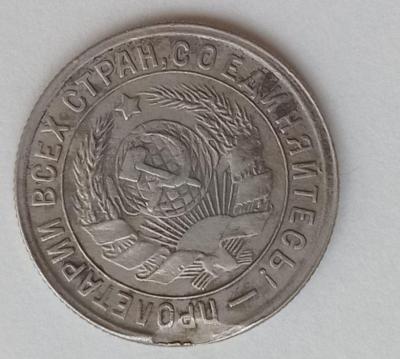 ПРОЛЕТАРИИ ВСЕХ СТРАН, СОЕДИНЯЙТЕСЬ! —